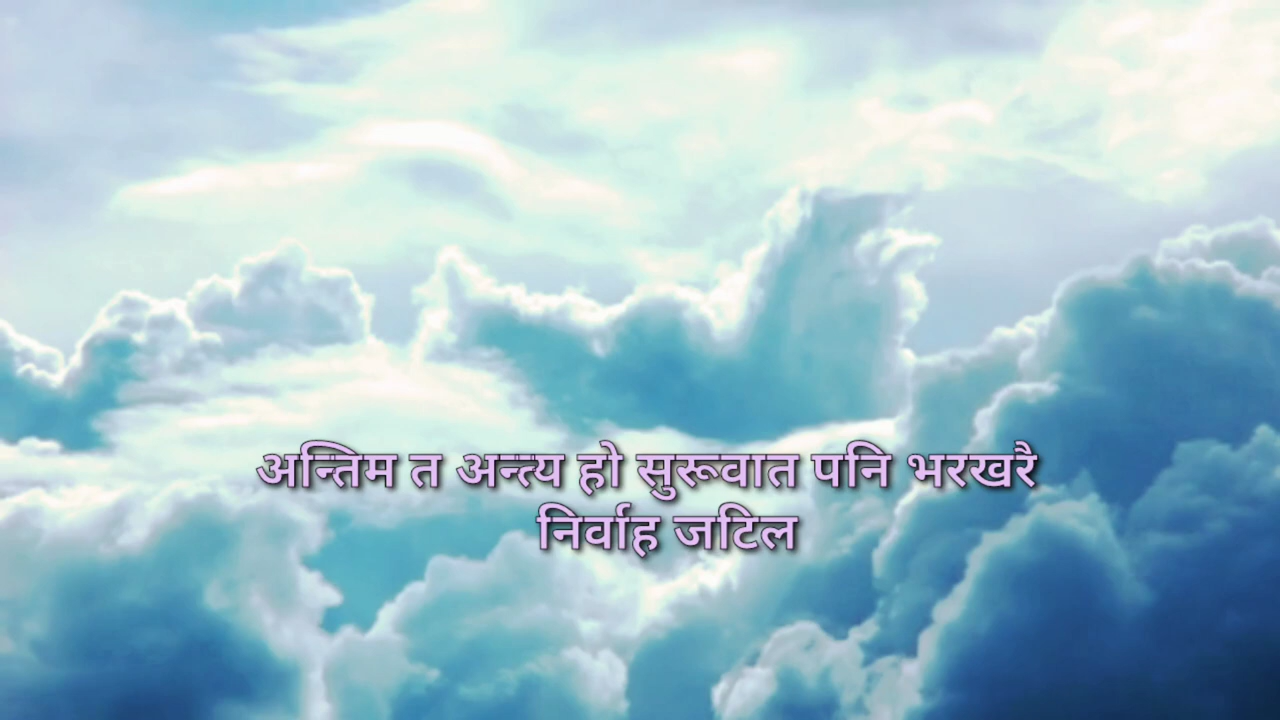 अन्तिम त अन्त्य हो सुरूवात पनि भरखरै
निर्वाह जटिल